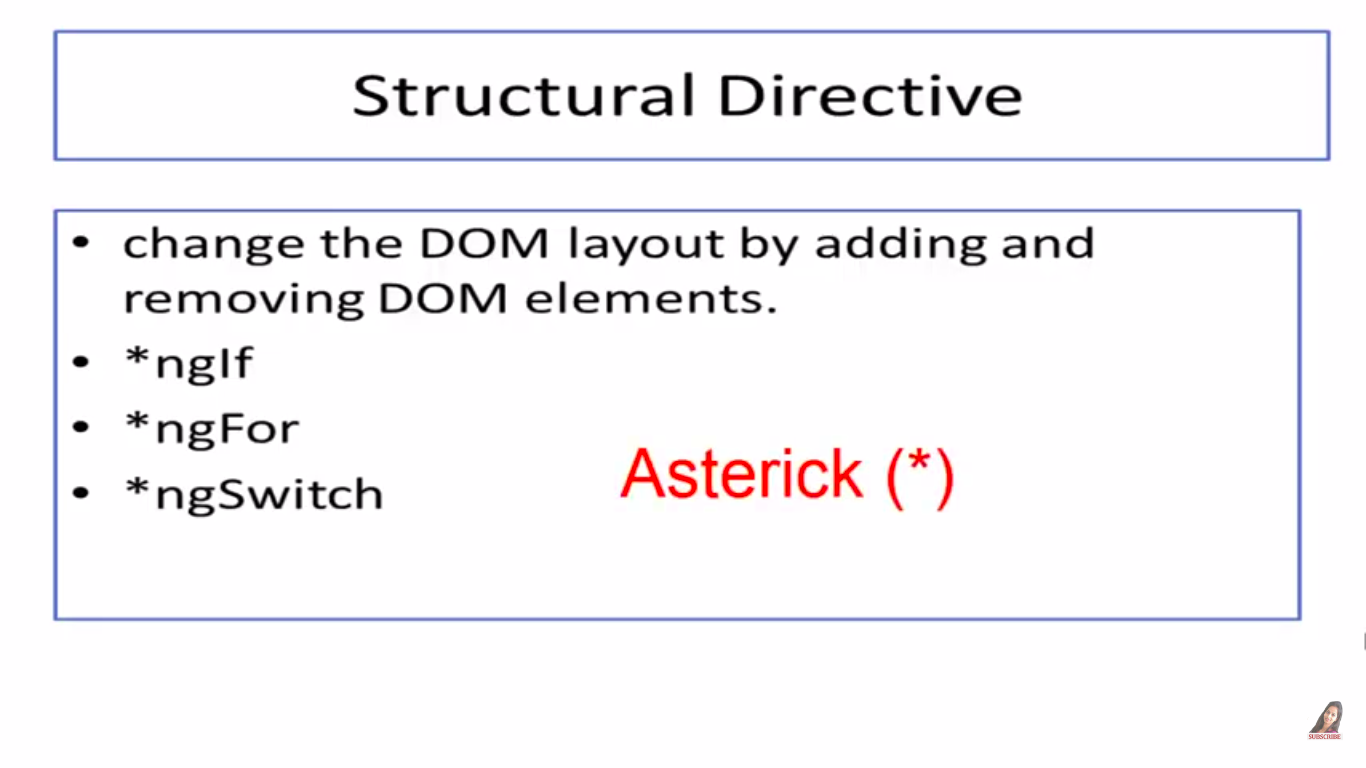 Structural Directive
• change the DOM layout by adding and
removing DOM elements.
• *ngIf
• *ngFor
• *ngSwitch
Asterick (*)
SUBSCRIBE